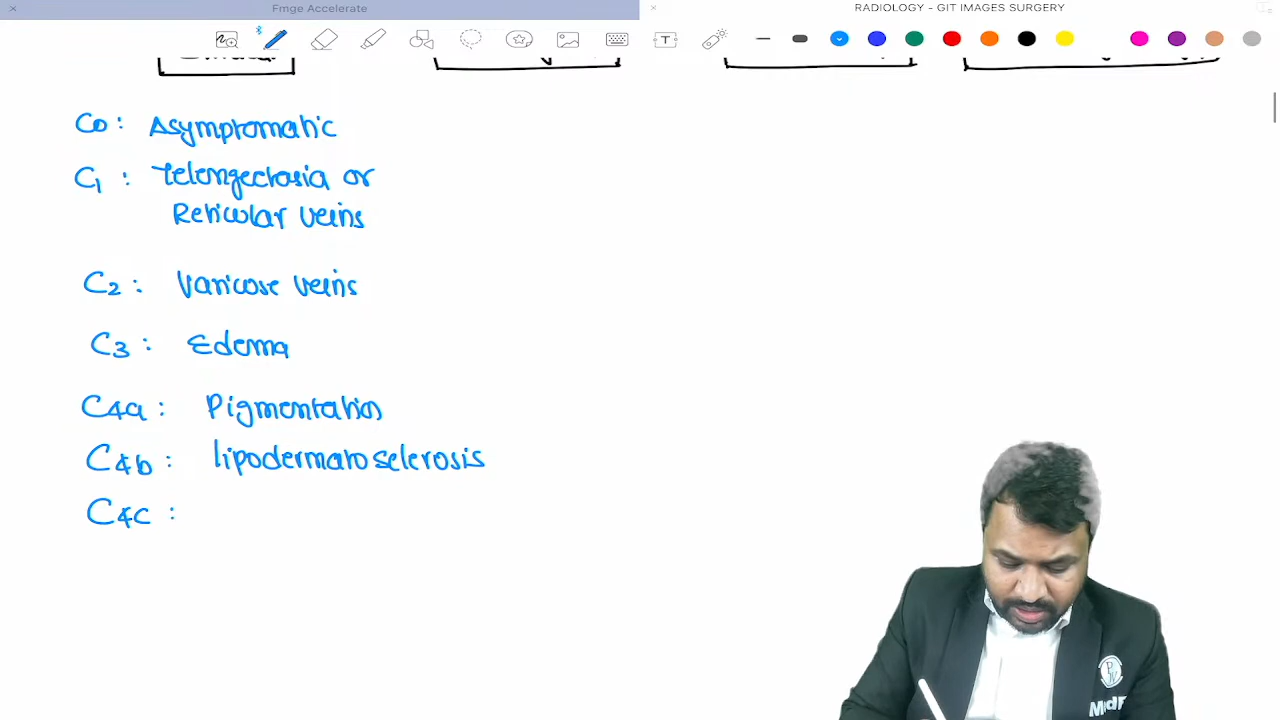 Fmge Accelerate
RADIOLOGY - GIT IMAGES SURGERY
C0 : Asymptomatic
C1 : Telengectasia or
Reticular veins
C2 : Varicose veins
C3 : Edema
C4a : Pigmentation
C4b : lipodermatosclerosis
C4c :